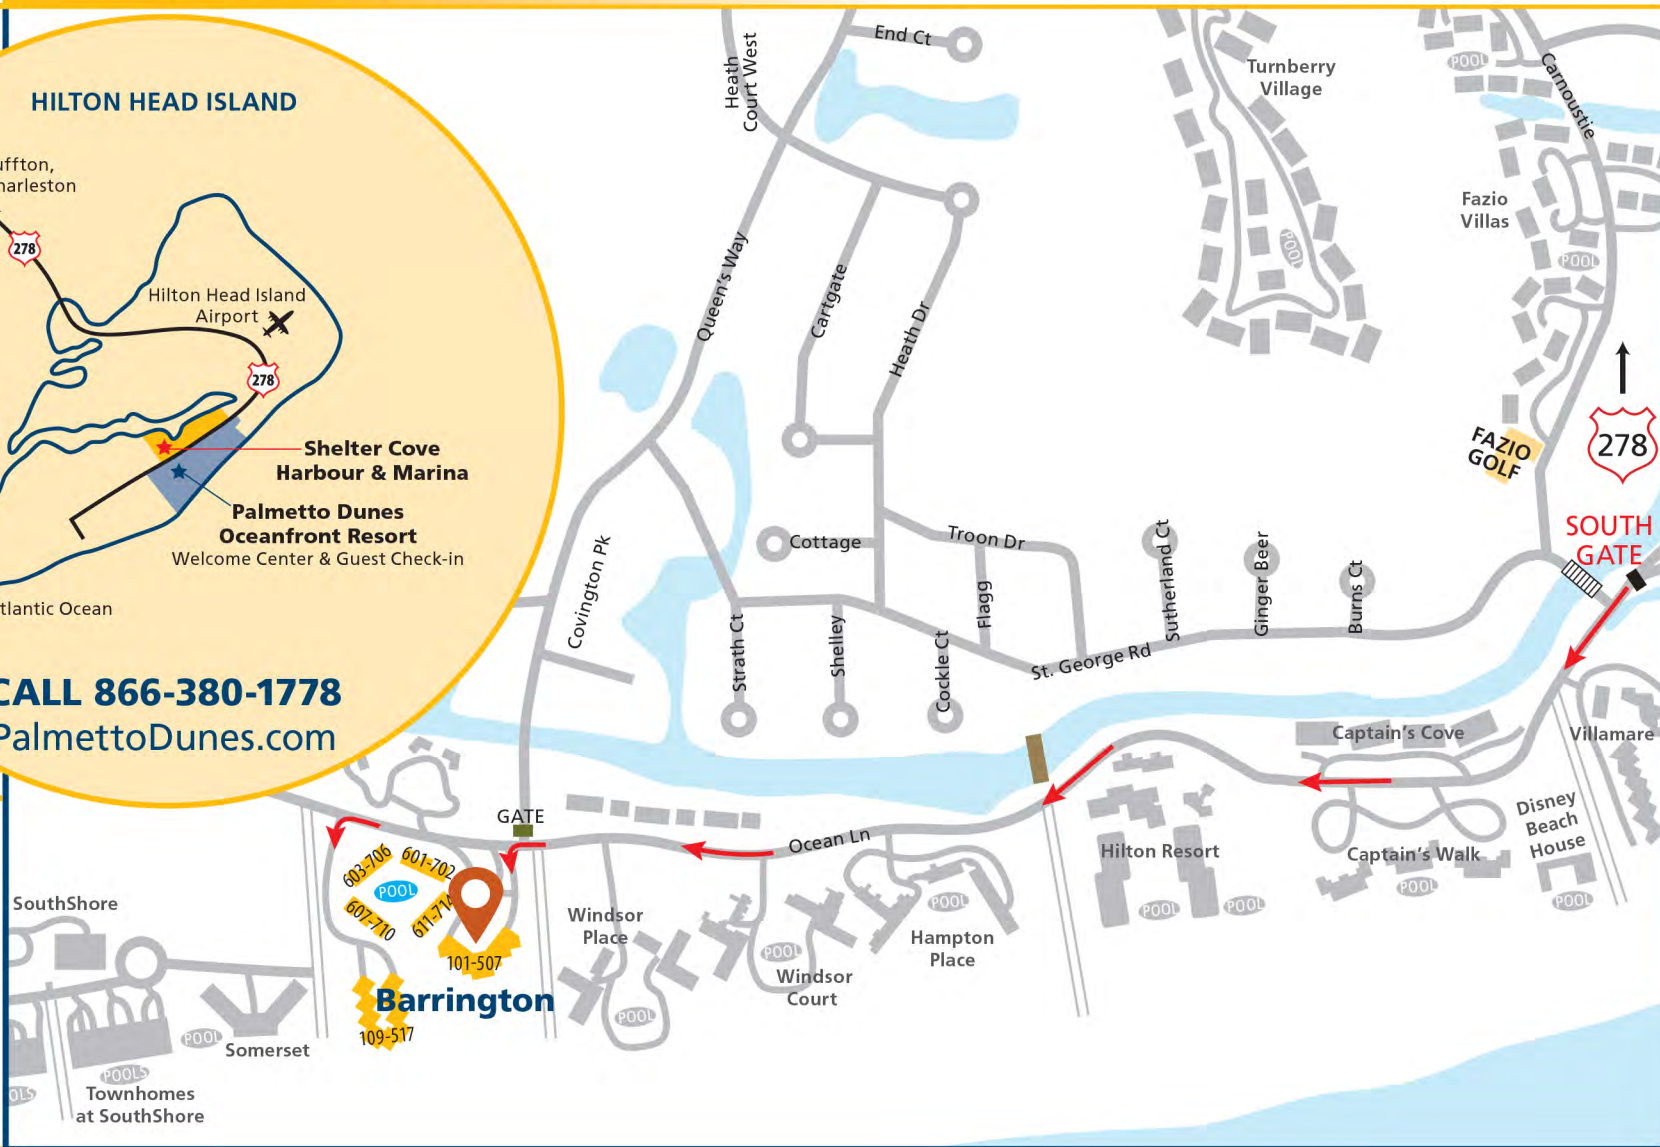 HILTON HEAD ISLAND
278
Hilton Head Island
Airport
278
Shelter Cove
Harbour & Marina
Palmetto Dunes
Oceanfront Resort
Welcome Center & Guest Check-in
CALL 866-380-1778
PalmettoDunes.com
End Ct
Heath
Court West
Turnberry
Village
POOL
POOL
Carnoustie
Fazio
Villas
POOL
Queen's Way
Cartgate
Heath Dr
FAZIO
GOLF
278
SOUTH
GATE
Covington Pk
Cottage
Troon Dr
Flagg
Sutherland Ct
Ginger Beer
Burns Ct
Strath Ct
Shelley
Cockle Ct
St. George Rd
Captain's Cove
Villamare
GATE
Ocean Ln
Hilton Resort
Captain's Walk
POOL
Disney
Beach
House
POOL
POOL
POOL
603-706
601-702
POOL
607-710
611-714
101-507
Barrington
109-517
SouthShore
Windsor
Place
POOL
POOL
Windsor
Court
POOL
Hampton
Place
POOL
Somerset
POOLS
Townhomes
at SouthShore